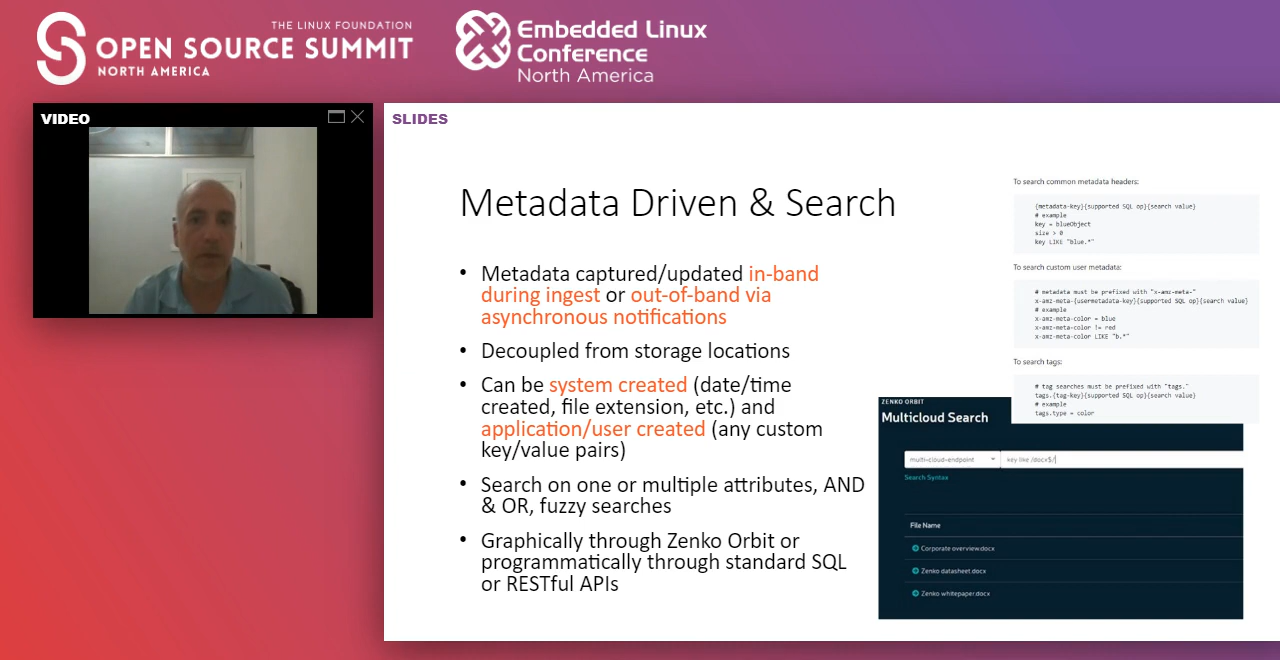 THE LINUX FOUNDATION
OPEN SOURCE SUMMIT
NORTH AMERICA
Embedded Linux
Conference
North America
VIDEO
SLIDES
Metadata Driven & Search
• Metadata captured/updated in-band
during ingest or out-of-band via
asynchronous notifications
• Decoupled from storage locations
• Can be system created (date/time
created, file extension, etc.) and
application/user created (any custom
key/value pairs)
• Search on one or multiple attributes, AND
& OR, fuzzy searches
• Graphically through Zenko Orbit or
programmatically through standard SQL
or RESTful APIs
To search common metadata headers:
{metadata-key}{supported SQL op}{search value}
# example
key = blueObject
size > 0
key LIKE "blue.*"
To search custom user metadata:
# metadata must be prefixed with "x-amz-meta-"
x-amz-meta-{usermetadata-key}{supported SQL op}{search value}
# example
x-amz-meta-color = blue
x-amz-meta-color != red
x-amz-meta-color LIKE "b.*"
To search tags:
# tag searches must be prefixed with "tags."
tags.{tag-key}{supported SQL op}{search value}
# example
tags.type = color
ZENKO ORBIT
Multicloud Search
multi-cloud-endpoint key like /docx$/
Search Syntax
File Name
Corporate overview.docx
Zenko datasheet.docx
Zenko whitepaper.docx